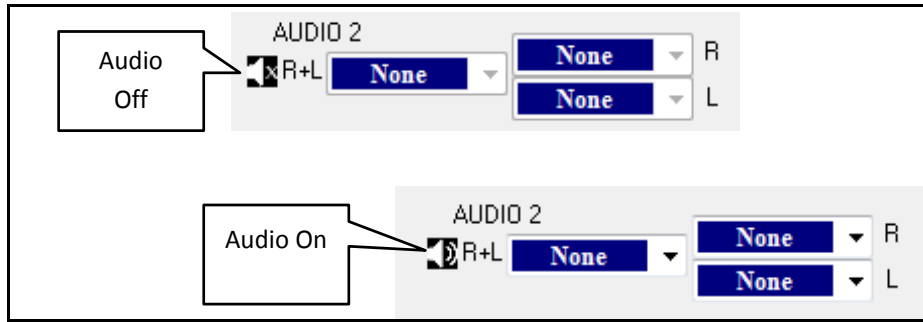 Audio
Off
AUDIO 2
R+L None
None R
None L
Audio On
AUDIO 2
R+L None
None R
None L